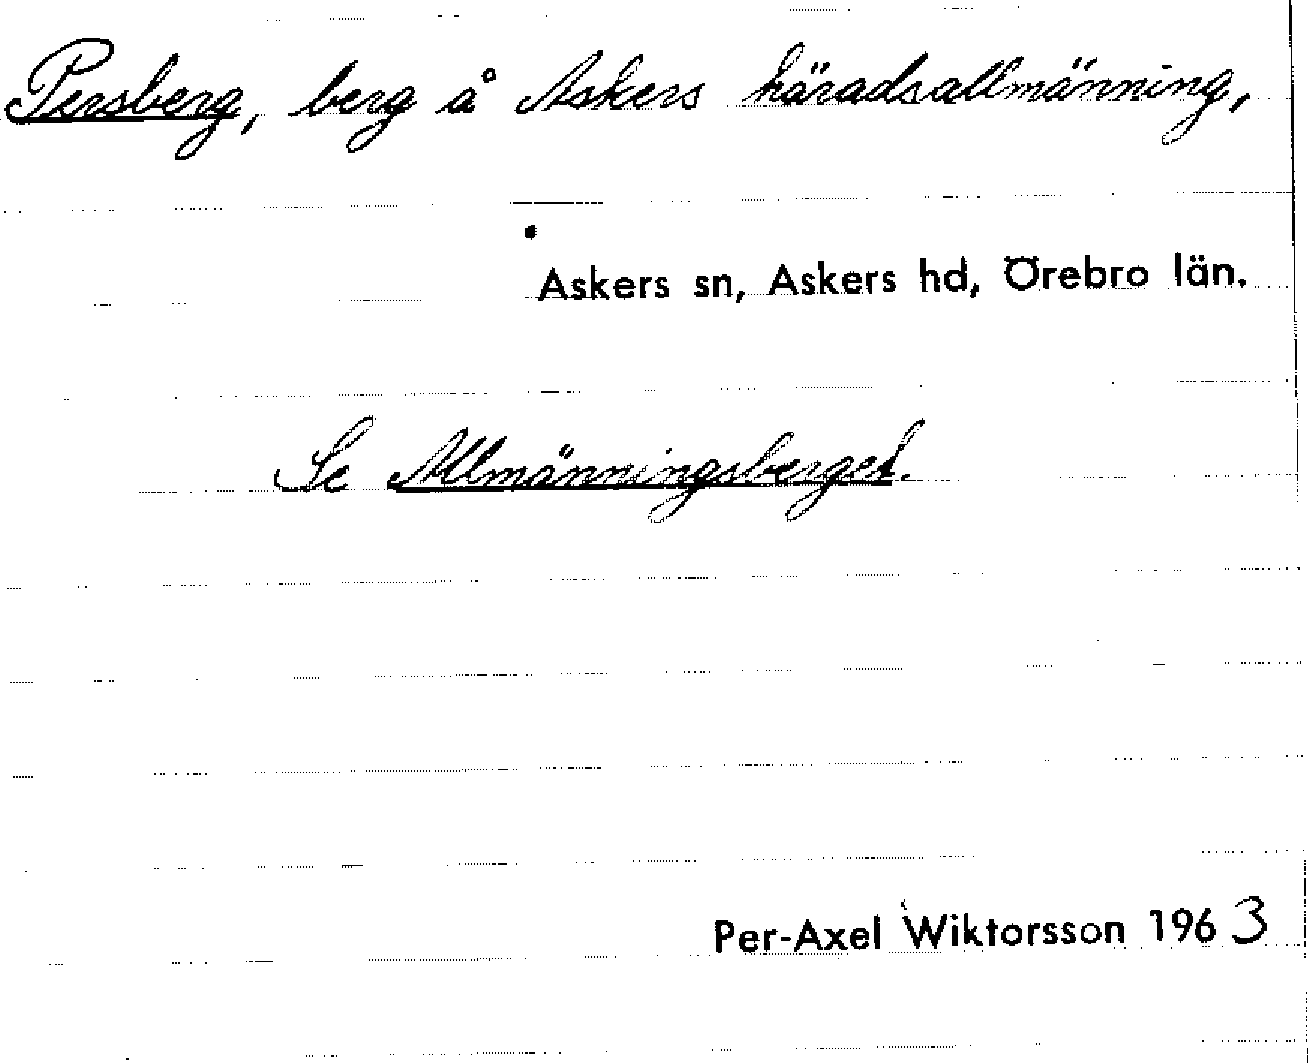 Persberg, berg å Askers häradsallmänning,
Askers sn, Askers hd, Örebro län.
Se Allmänningsberget.
Per-Axel Wiktorsson 1963